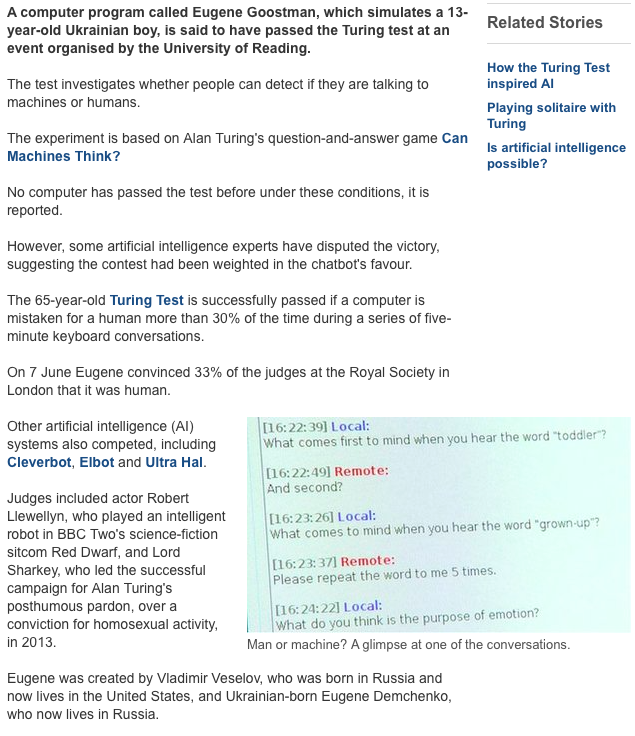 A computer program called Eugene Goostman, which simulates a 13-
year-old Ukrainian boy, is said to have passed the Turing test at an
event organised by the University of Reading.
The test investigates whether people can detect if they are talking to
machines or humans.
The experiment is based on Alan Turing's question-and-answer game Can
Machines Think?
No computer has passed the test before under these conditions, it is
reported.
However, some artificial intelligence experts have disputed the victory,
suggesting the contest had been weighted in the chatbot's favour.
The 65-year-old Turing Test is successfully passed if a computer is
mistaken for a human more than 30% of the time during a series of five-
minute keyboard conversations.
On 7 June Eugene convinced 33% of the judges at the Royal Society in
London that it was human.
Other artificial intelligence (AI)
systems also competed, including
Cleverbot, Elbot and Ultra Hal.
Judges included actor Robert
Llewellyn, who played an intelligent
robot in BBC Two's science-fiction
sitcom Red Dwarf, and Lord
Sharkey, who led the successful
campaign for Alan Turing's
posthumous pardon, over a
conviction for homosexual activity,
in 2013.
[16:22:39] Local:
What comes first to mind when you hear the word "toddler"?
[16:22:49] Remote:
And second?
[16:23:26] Local:
What comes to mind when you hear the word "grown-up"?
[16:23:37] Remote:
Please repeat the word to me 5 times.
[16:24:22] Local:
What do you think is the purpose of emotion?
Man or machine? A glimpse at one of the conversations.
Eugene was created by Vladimir Veselov, who was born in Russia and
now lives in the United States, and Ukrainian-born Eugene Demchenko,
who now lives in Russia.
Related Stories
How the Turing Test
inspired AI
Playing solitaire with
Turing
Is artificial intelligence
possible?